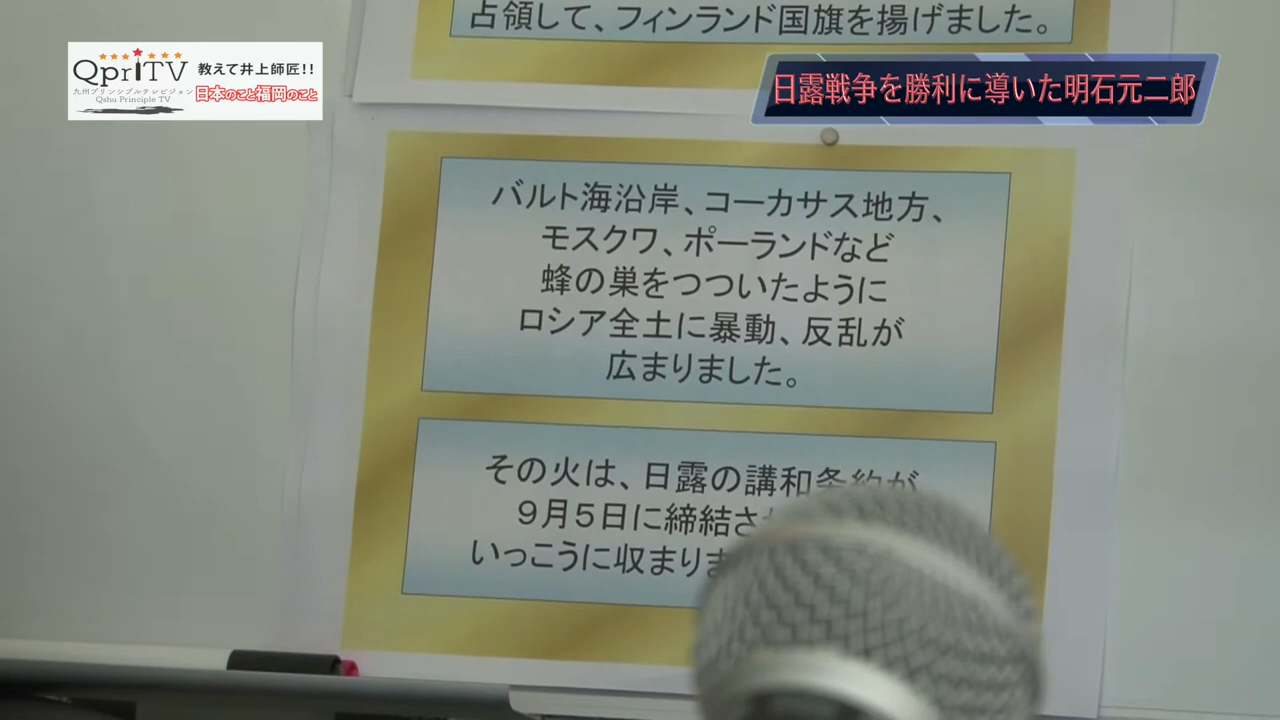 占領して、フィンランド国旗を揚げました。
QpriTV
九州プリンシプルテレビジョン
Qshu Principle TV
教えて井上師匠!!
日本のこと福岡のこと
日露戦争を勝利に導いた明石元二郎
バルト海沿岸、コーカサス地方、
モスクワ、ポーランドなど
蜂の巣をつついたように
ロシア全土に暴動、反乱が
広まりました。
その火は、日露の講和条約が
9月5日に締結さ
いっこうに収まりま